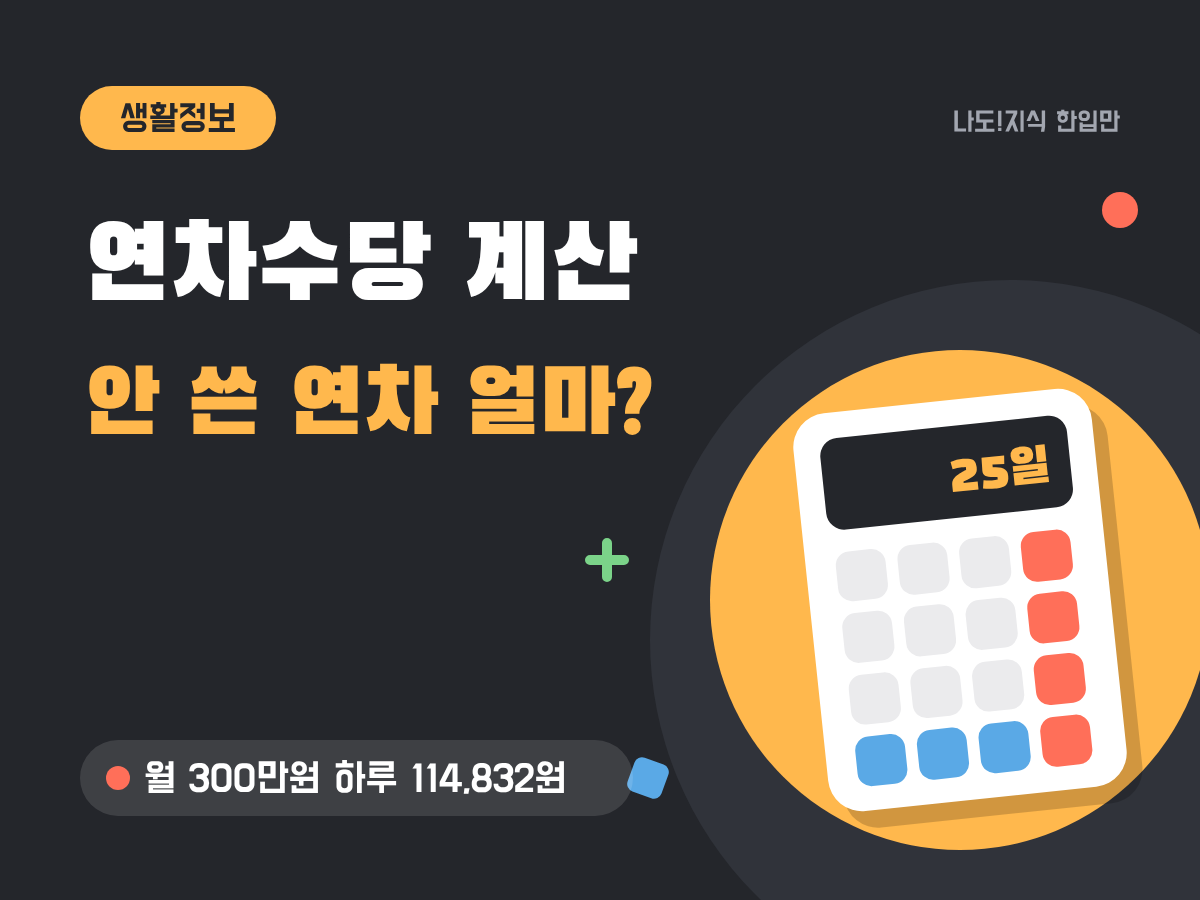 생활정보
나도!지식 한입만
연차수당 계산
안 쓴 연차 얼마?
25일
월 300만원 하루 114,832원